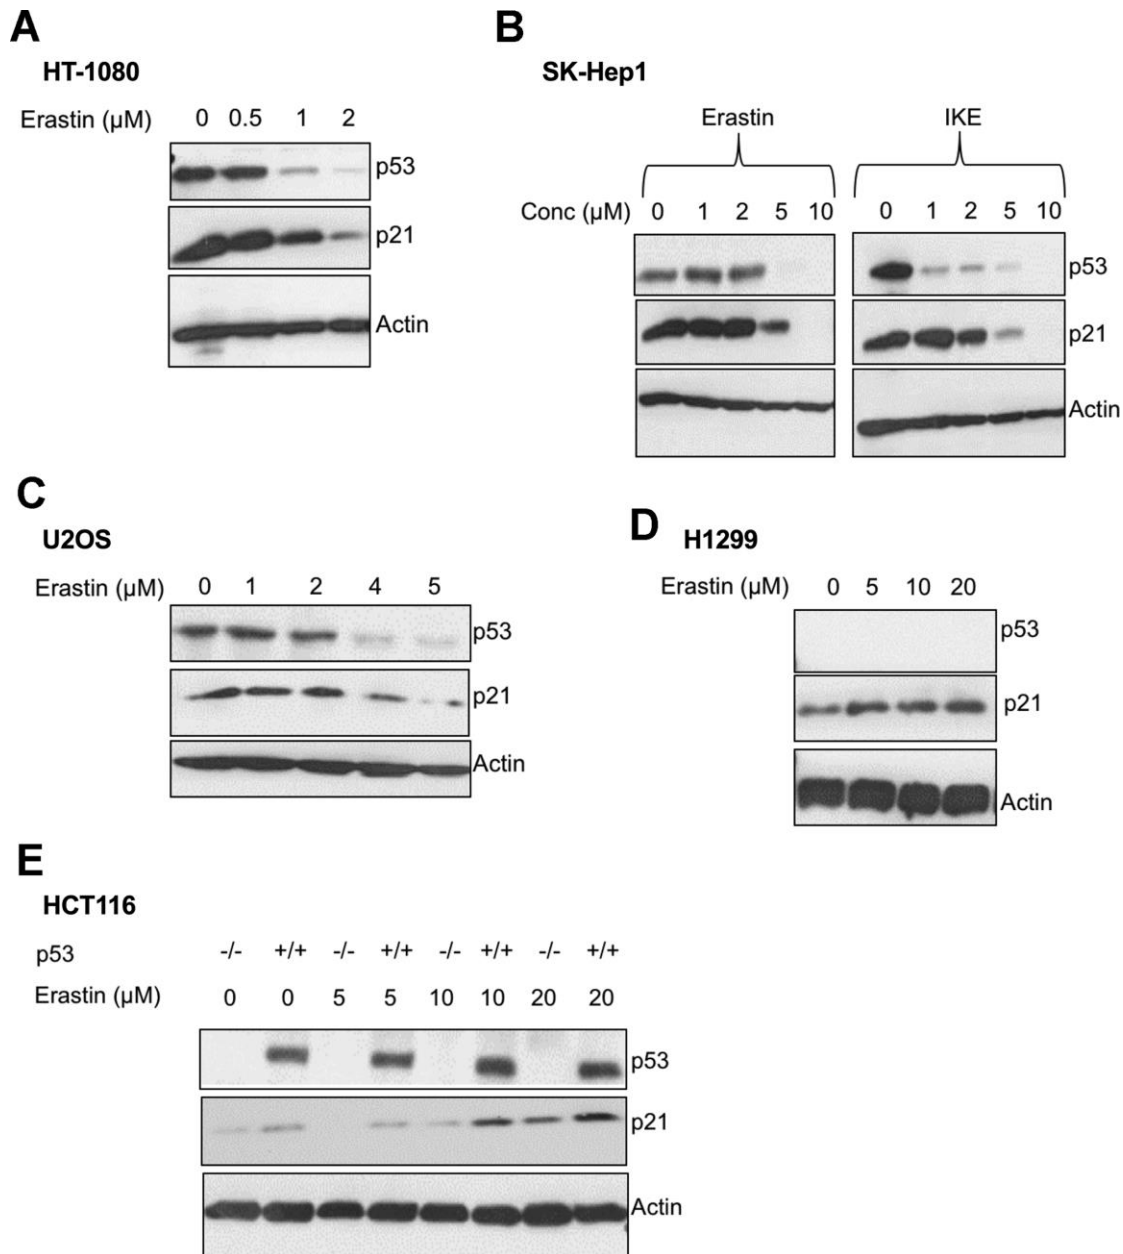 A
HT-1080
Erastin (µM) 0 0.5 1 2
p53
p21
Actin
B
SK-Hep1
Erastin IKE
Conc (µM) 0 1 2 5 10 0 1 2 5 10
p53
p21
Actin
C
U2OS
Erastin (µM) 0 1 2 4 5
p53
p21
Actin
D
H1299
Erastin (µM) 0 5 10 20
p53
p21
Actin
E
HCT116
p53 -/- +/+ -/- +/+ -/- +/+ -/- +/+
Erastin (µM) 0 0 5 5 10 10 20 20
p53
p21
Actin